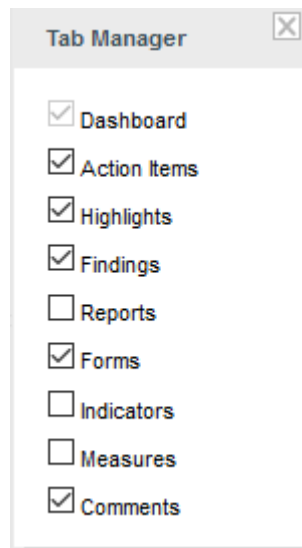 Tab Manager
Dashboard
Action Items
Highlights
Findings
Reports
Forms
Indicators
Measures
Comments